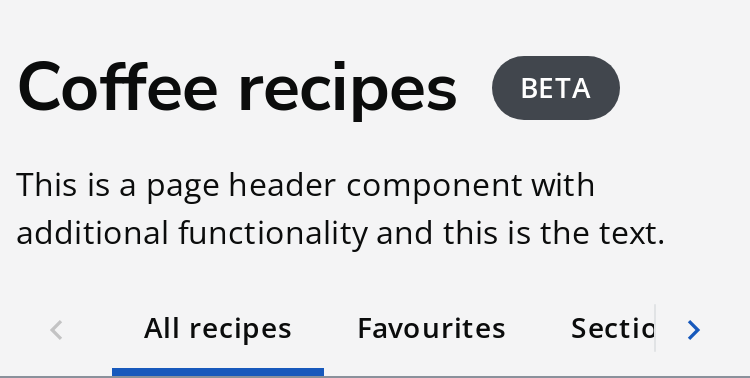 Coffee recipes BETA
This is a page header component with
additional functionality and this is the text.
All recipes Favourites Sectio